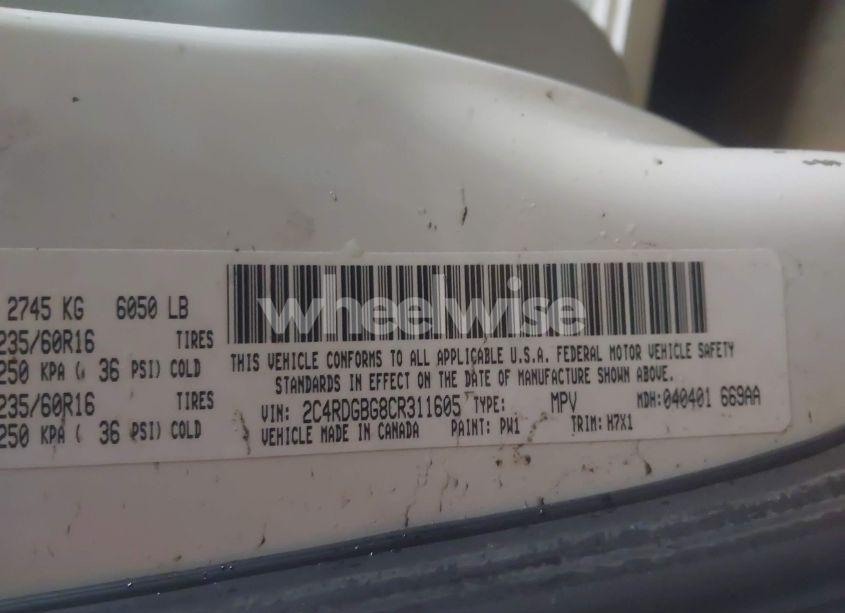 wheelwise
2745 KG 6050 LB
235/60R16 TIRES
250 KPA ( 36 PSI) COLD
235/60R16 TIRES
250 KPA ( 36 PSI) COLD
THIS VEHICLE CONFORMS TO ALL APPLICABLE U.S.A. FEDERAL MOTOR VEHICLE SAFETY
STANDARDS IN EFFECT ON THE DATE OF MANUFACTURE SHOWN ABOVE.
VIN: 2C4RDGBG8CR311605 TYPE: MPV MDH:040401 669AA
VEHICLE MADE IN CANADA PAINT: PW1 TRIM:H7X1